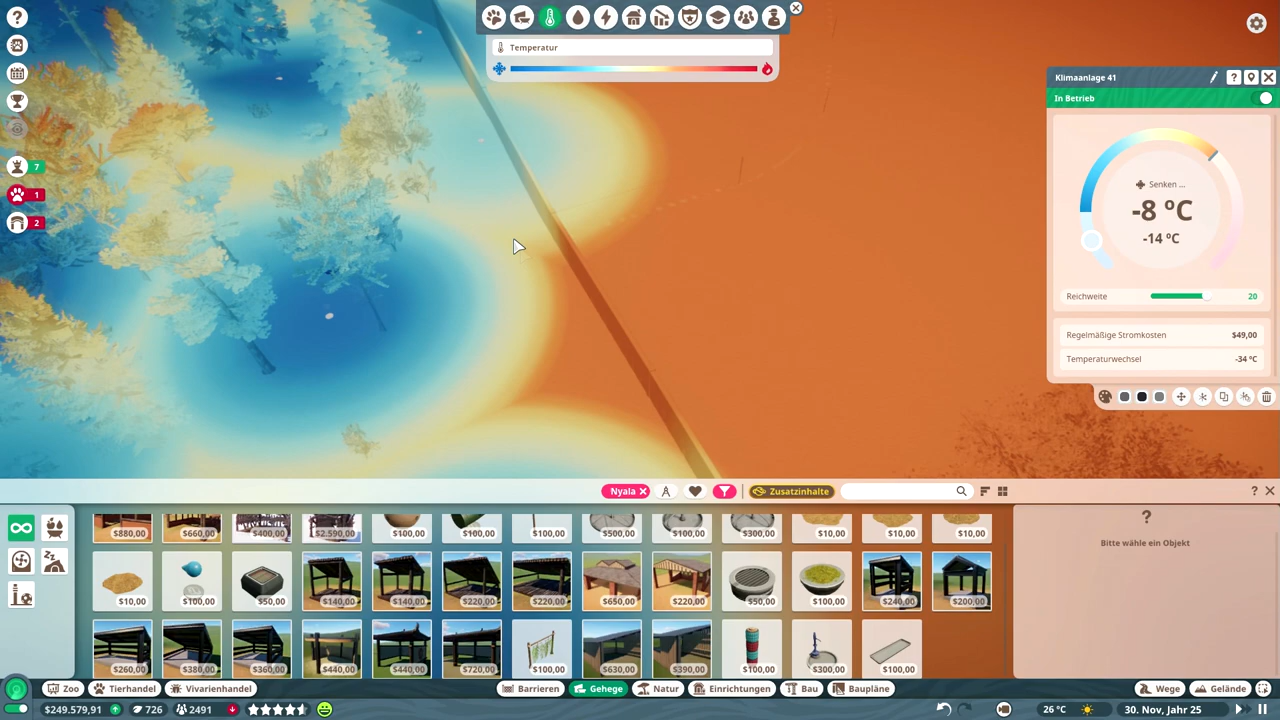 Temperatur
Klimaanlage 41
?
In Betrieb
Senken ...
-8 °C
-14 °C
Reichweite
20
Regelmäßige Stromkosten
$49,00
Temperaturwechsel
-34 °C
?
7
1
2
Nyala
Zusatzinhalte
?
$880,00
$660,00
$400,00
$2.590,00
$400,00
$100,00
$100,00
$500,00
$100,00
$300,00
$10,00
$10,00
$10,00
$10,00
$100,00
$50,00
$140,00
$140,00
$220,00
$220,00
$650,00
$220,00
$50,00
$100,00
$240,00
$200,00
$260,00
$380,00
$360,00
$440,00
$440,00
$720,00
$100,00
$630,00
$390,00
$100,00
$300,00
$100,00
?
Bitte wähle ein Objekt
Zoo
Tierhandel
Vivarienhandel
Barrieren
Gehege
Natur
Einrichtungen
Bau
Baupläne
Wege
Gelände
$249.579,91
726
2491
26 °C
30. Nov, Jahr 25